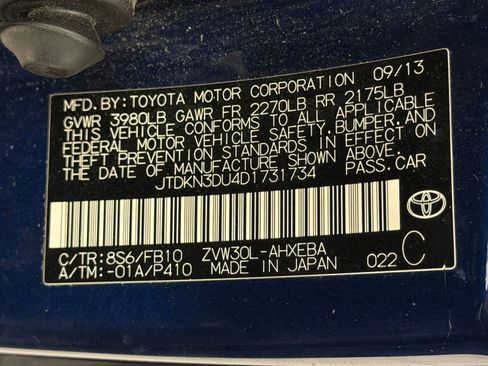 MFD. BY: TOYOTA MOTOR CORPORATION 09/13
GVWR 3980LB GAWR FR 2270LB RR 2175LB
THIS VEHICLE CONFORMS TO ALL APPLICABLE
FEDERAL MOTOR VEHICLE SAFETY, BUMPER, AND
THEFT PREVENTION STANDARDS IN EFFECT ON
THE DATE OF MANUFACTURE SHOWN ABOVE.
JTDKN3DU4D1731734 PASS. CAR
C/TR: 8S6/FB10 ZVW30L-AHXEBA
A/TM: -01A/P410 MADE IN JAPAN 022 C